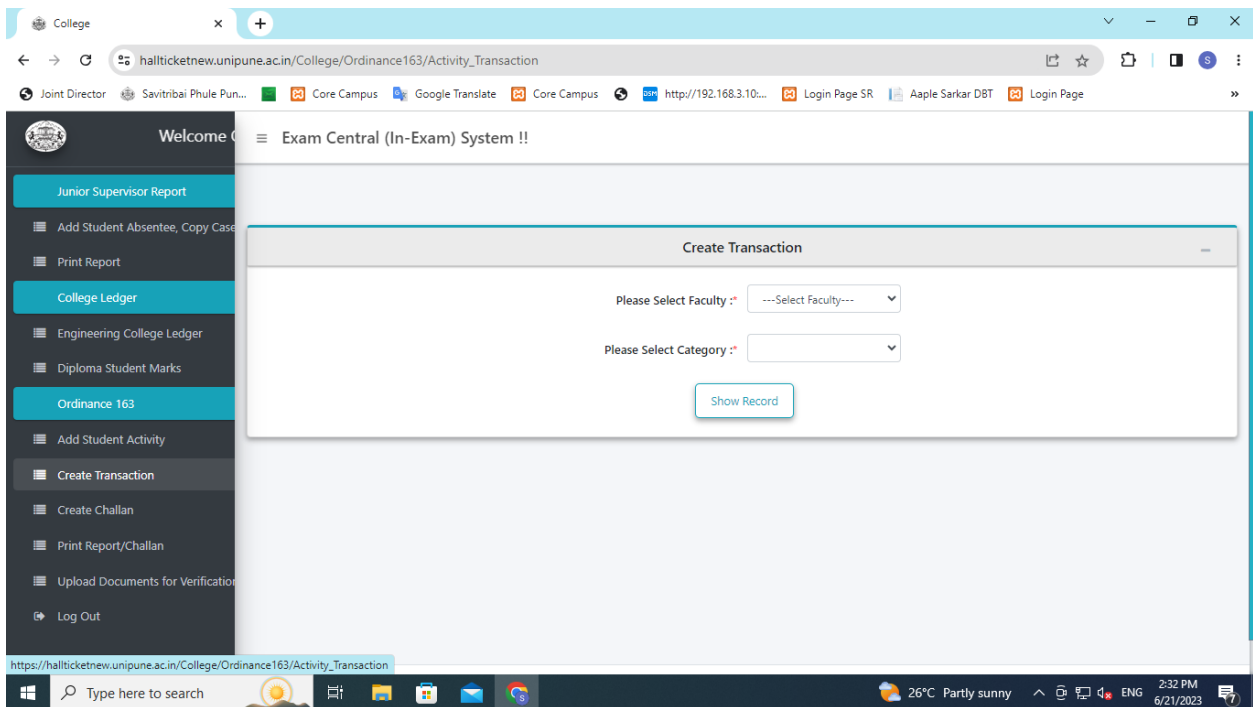 College
hallticketnew.unipune.ac.in/College/Ordinance163/Activity_Transaction
S
Joint Director Savitribai Phule Pun... Core Campus Google Translate Core Campus DSM http://192.168.3.10:... Login Page SR Aaple Sarkar DBT Login Page »
Welcome
Exam Central (In-Exam) System !!
Junior Supervisor Report
Add Student Absentee, Copy Case
Print Report
College Ledger
Engineering College Ledger
Diploma Student Marks
Ordinance 163
Add Student Activity
Create Transaction
Create Challan
Print Report/Challan
Upload Documents for Verification
Log Out
Create Transaction
Please Select Faculty :* ---Select Faculty---
Please Select Category :*
Show Record
https://hallticketnew.unipune.ac.in/College/Ordinance163/Activity_Transaction
Type here to search
26°C Partly sunny
ENG
2:32 PM
6/21/2023
7